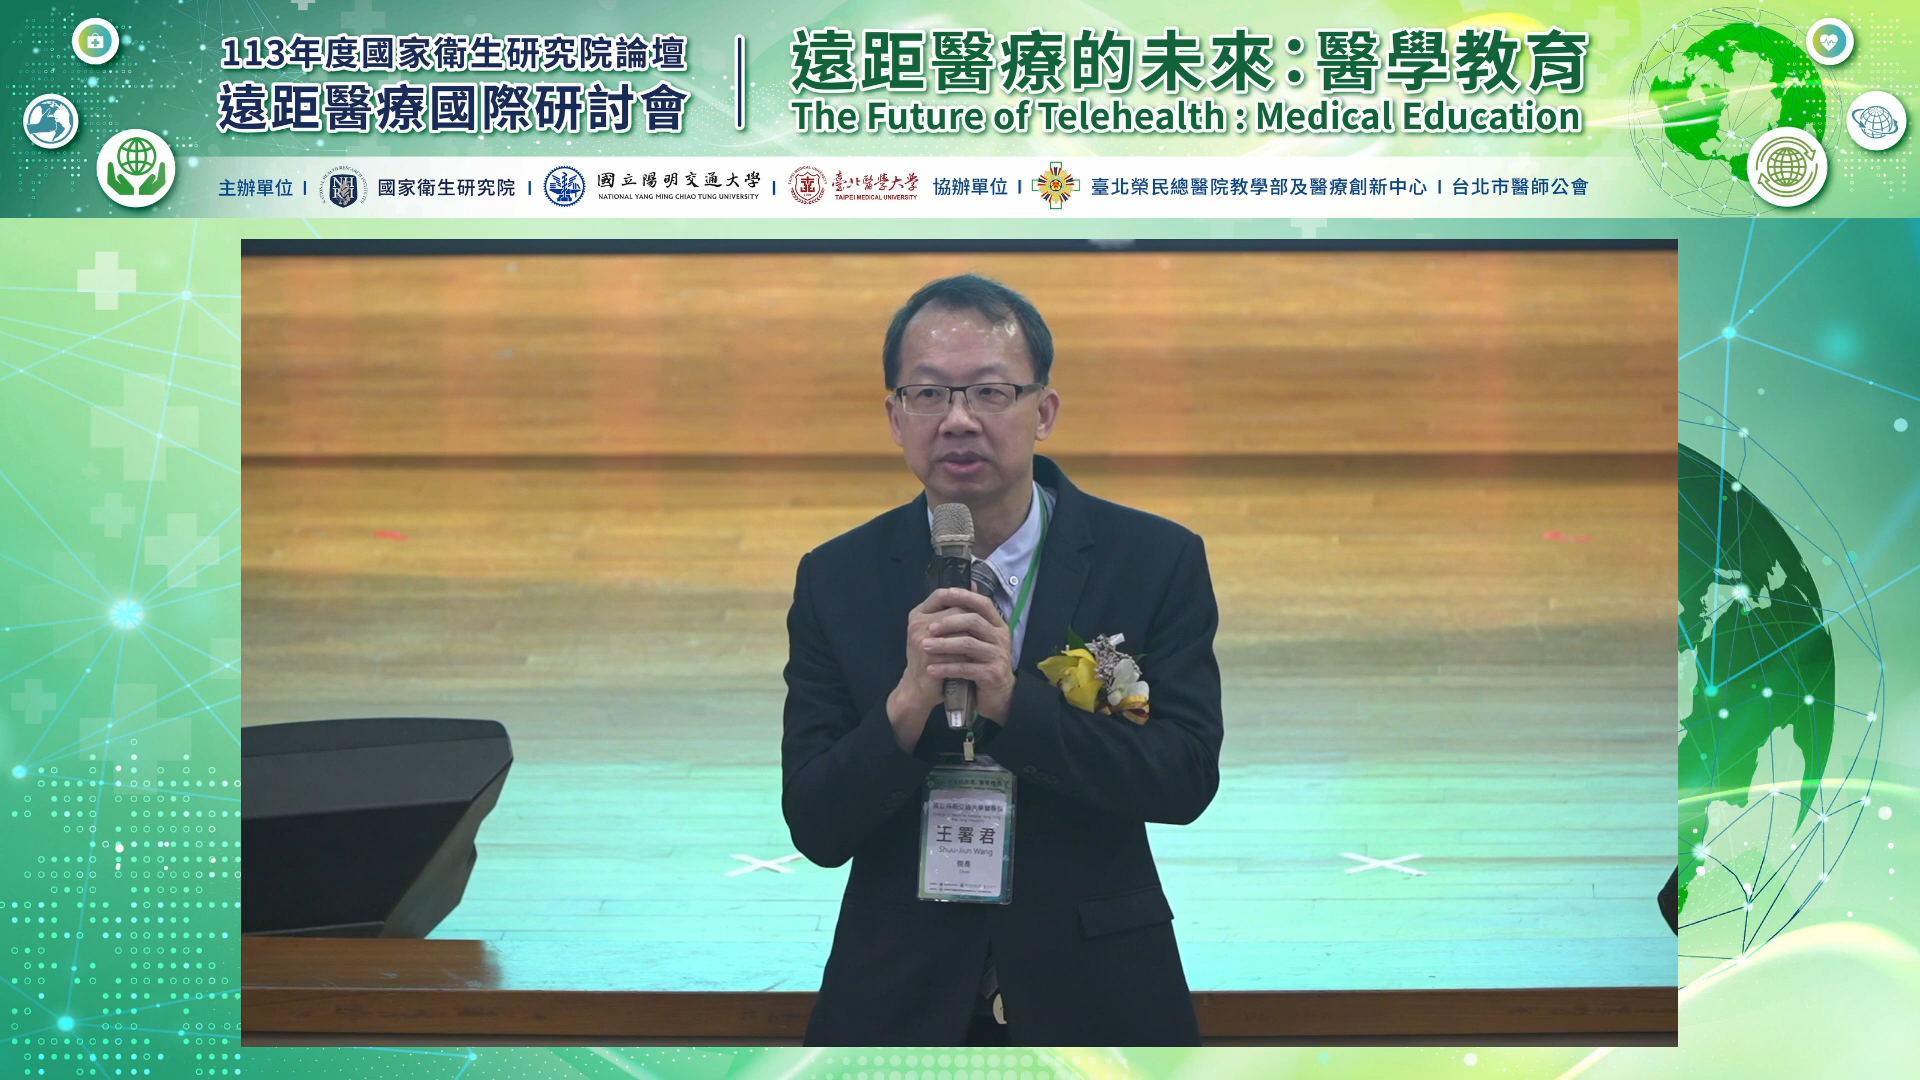 113年度國家衛生研究院論壇
遠距醫療國際研討會
遠距醫療的未來：醫學教育
The Future of Telehealth : Medical Education
主辦單位 | 國家衛生研究院 | 國立陽明交通大學 NATIONAL YANG MING CHIAO TUNG UNIVERSITY | 臺北醫學大學 TAIPEI MEDICAL UNIVERSITY 協辦單位 | 臺北榮民總醫院教學部及醫療創新中心 | 台北市醫師公會
王署君
Shuu-Jiun Wang
院長
Dean